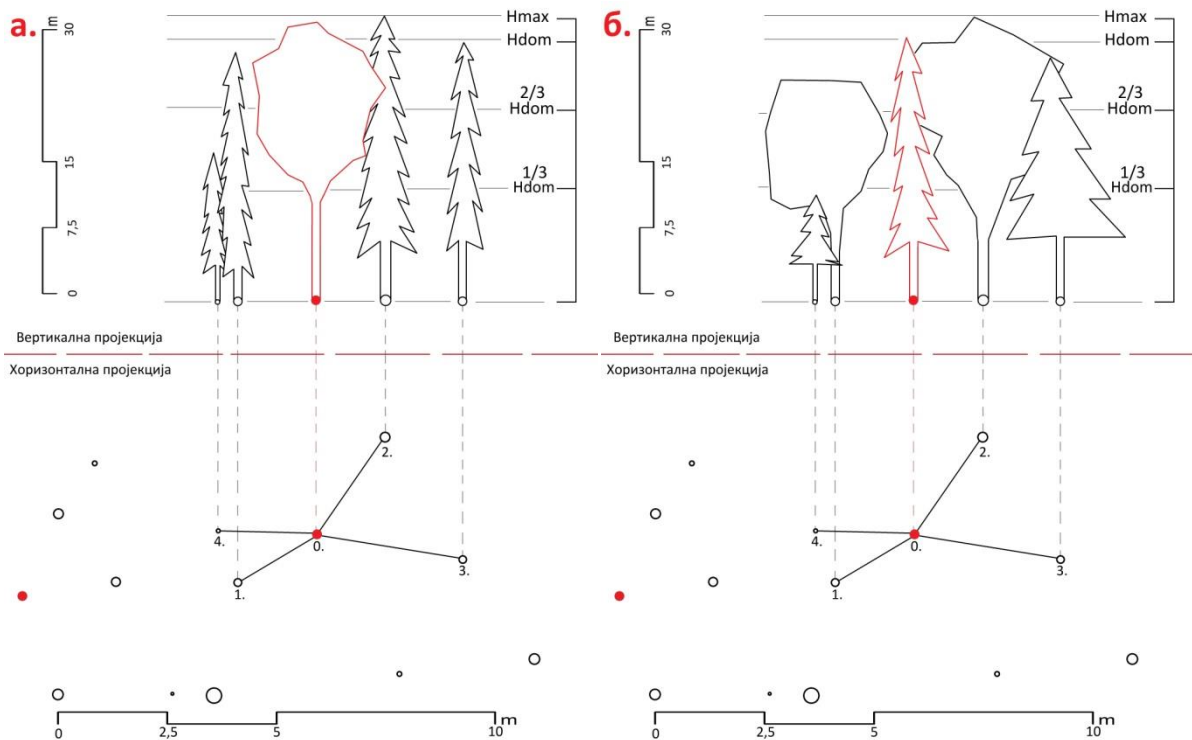 а.
m
30
15
7,5
0
Hmax
Hdom
2/3
Hdom
1/3
Hdom
Вертикална пројекција
Хоризонтална пројекција
2.
4.
0.
3.
1.
0
2,5
5
10
m
б.
m
30
15
7,5
0
Hmax
Hdom
2/3
Hdom
1/3
Hdom
Вертикална пројекција
Хоризонтална пројекција
2.
4.
0.
3.
1.
0
2,5
5
10
m